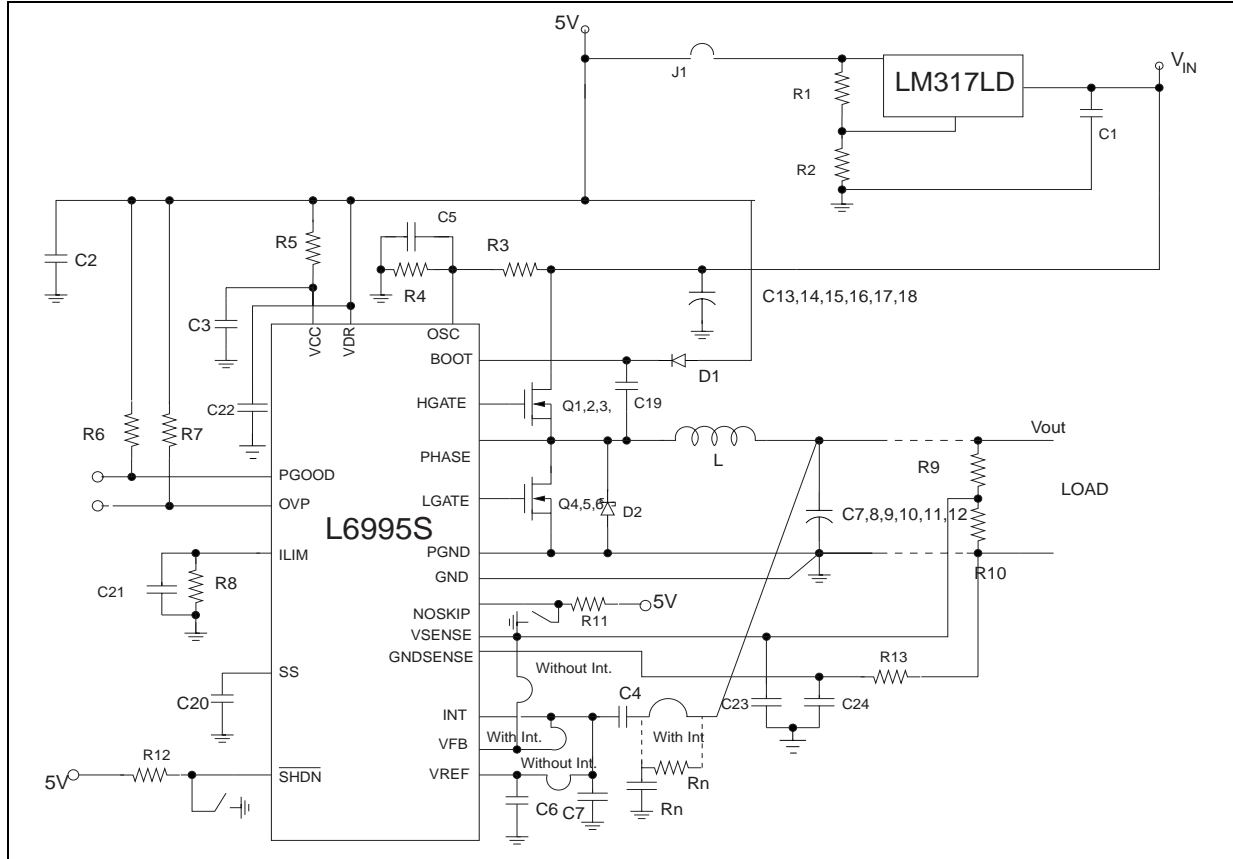 5V
J1
R1
LM317LD
VIN
C1
R2
C5
R3
R5
C2
R4
C13,14,15,16,17,18
C3
VCC
VDR
OSC
BOOT
D1
C22
HGATE
Q1,2,3,
C19
R6
R7
Vout
PHASE
L
R9
PGOOD
LGATE
Q4,5,6
D2
LOAD
OVP
C7,8,9,10,11,12
L6995S
ILIM
PGND
R10
C21
R8
GND
NOSKIP
R11
5V
VSENSE
GNDSENSE
Without Int.
R13
SS
C20
C4
C23
C24
INT
With Int.
With Int
VFB
R12
Without Int.
5V
SHDN
VREF
Rn
C6
C7
Rn